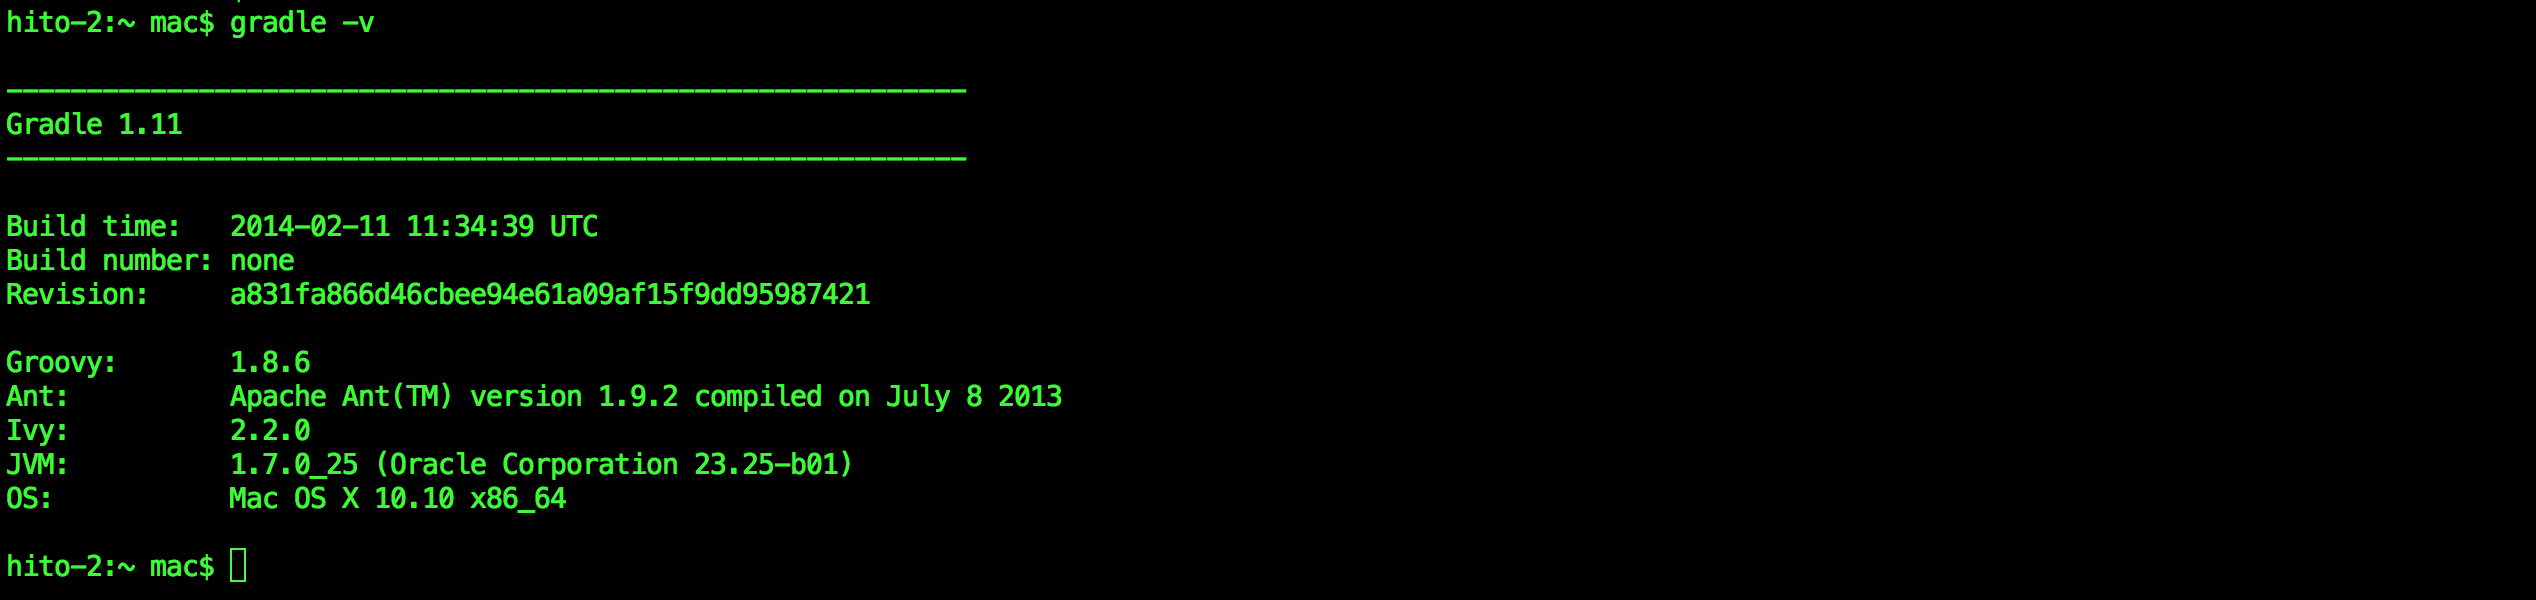 hito-2:~ mac$ gradle -v
------------------------------------------------------------
Gradle 1.11
------------------------------------------------------------
Build time:   2014-02-11 11:34:39 UTC
Build number: none
Revision:     a831fa866d46cbee94e61a09af15f9dd95987421
Groovy:       1.8.6
Ant:          Apache Ant(TM) version 1.9.2 compiled on July 8 2013
Ivy:          2.2.0
JVM:          1.7.0_25 (Oracle Corporation 23.25-b01)
OS:           Mac OS X 10.10 x86_64
hito-2:~ mac$